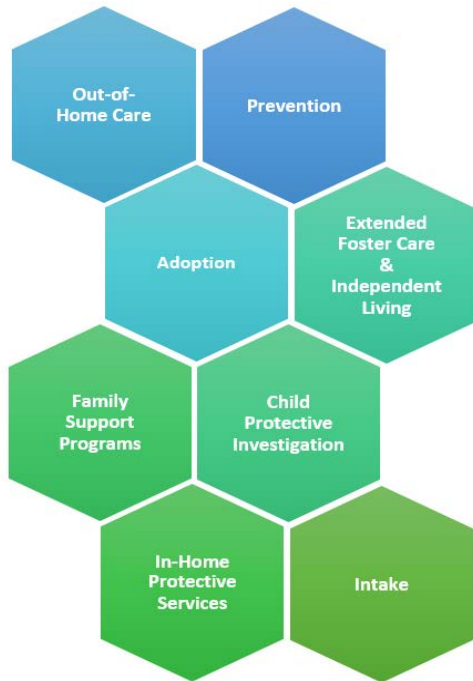 Out-of-
Home Care
Prevention
Adoption
Extended
Foster Care
&
Independent
Living
Family
Support
Programs
Child
Protective
Investigation
In-Home
Protective
Services
Intake